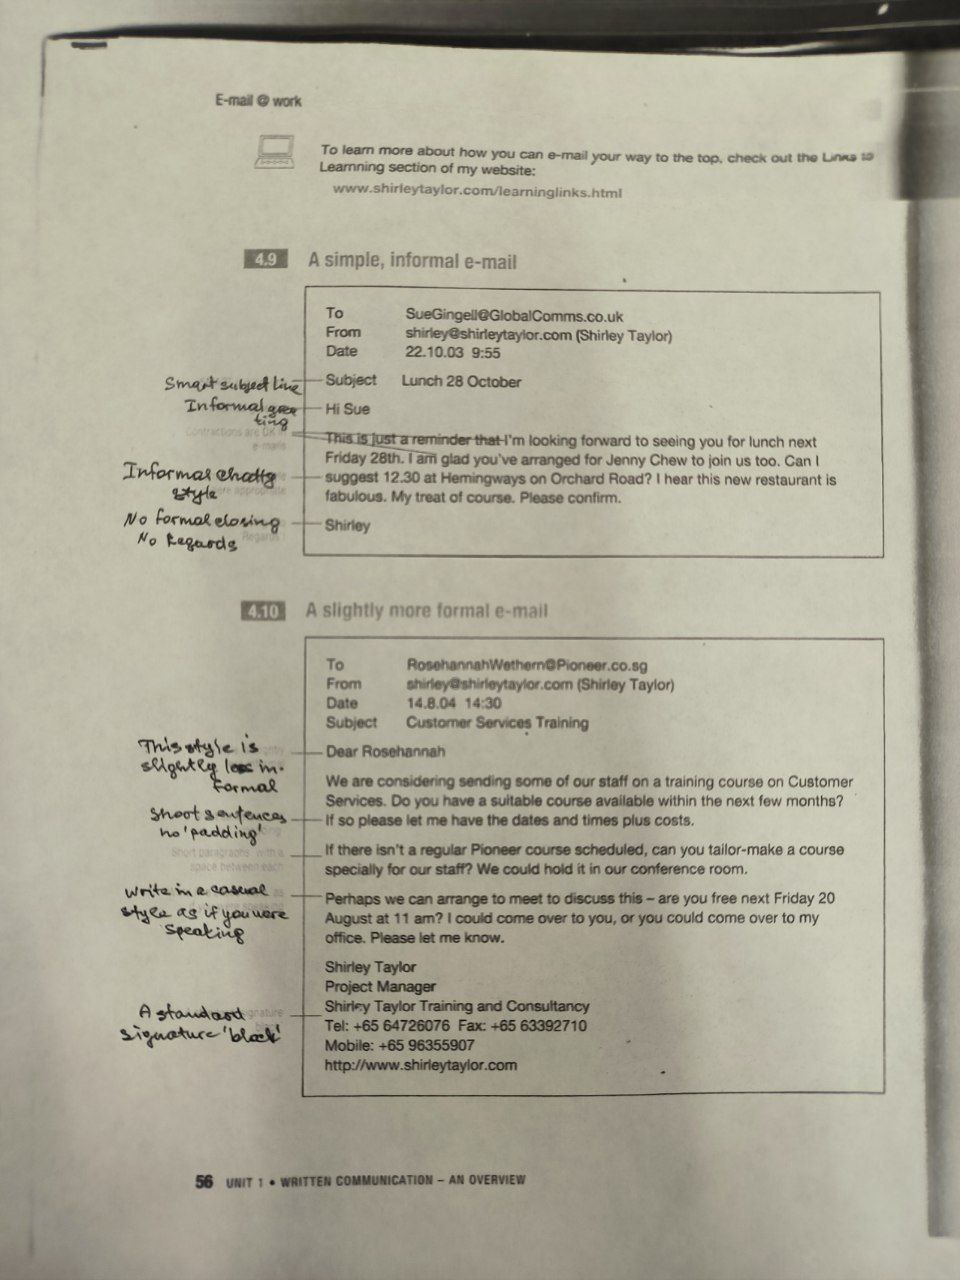 E-mail @ work
To learn more about how you can e-mail your way to the top, check out the Links to
Learnning section of my website:
www.shirleytaylor.com/learninglinks.html
4.9 A simple, informal e-mail
To SueGingell@GlobalComms.co.uk
From shirley@shirleytaylor.com (Shirley Taylor)
Date 22.10.03 9:55
Smart subject line
Subject Lunch 28 October
Informal gree
ting
Hi Sue
Contractions are OK in
e-mails
This is just a reminder that I'm looking forward to seeing you for lunch next
Friday 28th. I am glad you've arranged for Jenny Chew to join us too. Can I
suggest 12.30 at Hemingways on Orchard Road? I hear this new restaurant is
fabulous. My treat of course. Please confirm.
Informal chatty
style
where appropriate
No formal closing
No Regards
Regards
Shirley
4.10 A slightly more formal e-mail
To RosehannahWethern@Pioneer.co.sg
From shirley@shirleytaylor.com (Shirley Taylor)
Date 14.8.04 14:30
Subject Customer Services Training
This style is
slightly less in-
formal
Dear Rosehannah
We are considering sending some of our staff on a training course on Customer
Services. Do you have a suitable course available within the next few months?
If so please let me have the dates and times plus costs.
Short sentences
no 'padding'
Short paragraphs with a
space between each
If there isn't a regular Pioneer course scheduled, can you tailor-make a course
specially for our staff? We could hold it in our conference room.
Write in a casual
style as if you were
speaking
Perhaps we can arrange to meet to discuss this – are you free next Friday 20
August at 11 am? I could come over to you, or you could come over to my
office. Please let me know.
A standard
signature 'block'
Shirley Taylor
Project Manager
Shirley Taylor Training and Consultancy
Tel: +65 64726076 Fax: +65 63392710
Mobile: +65 96355907
http://www.shirleytaylor.com
56 UNIT 1 • WRITTEN COMMUNICATION – AN OVERVIEW